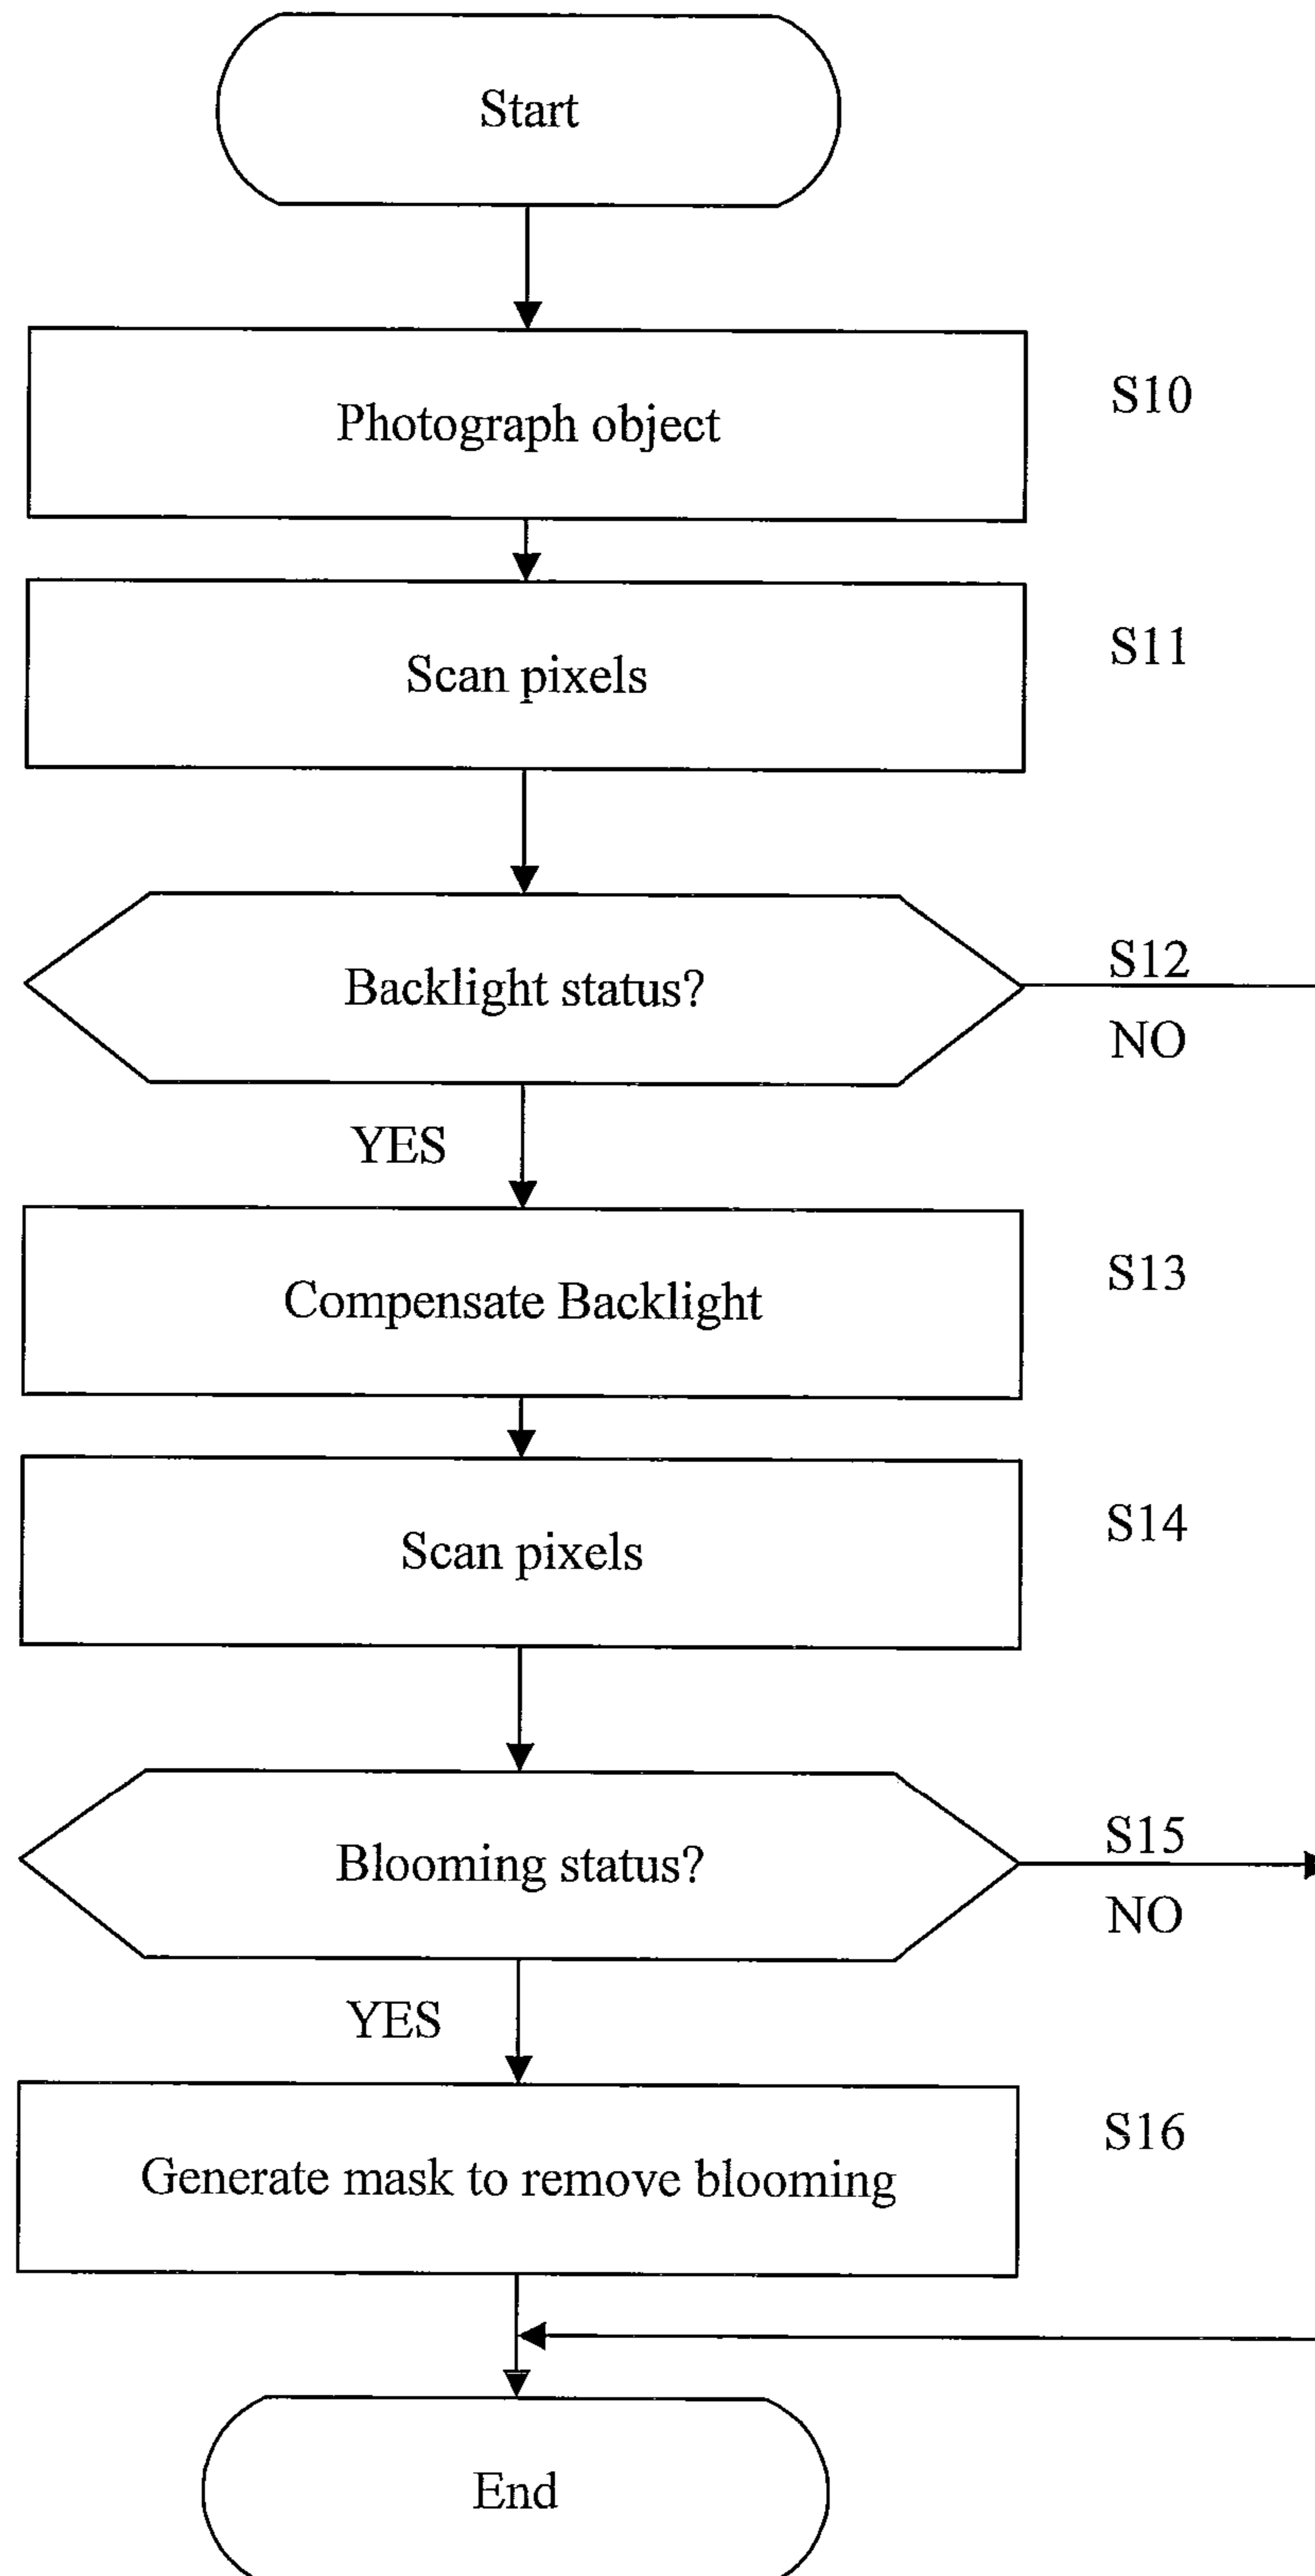 Start
Photograph object
S10
Scan pixels
S11
Backlight status?
S12
NO
YES
Compensate Backlight
S13
Scan pixels
S14
Blooming status?
S15
NO
YES
Generate mask to remove blooming
S16
End